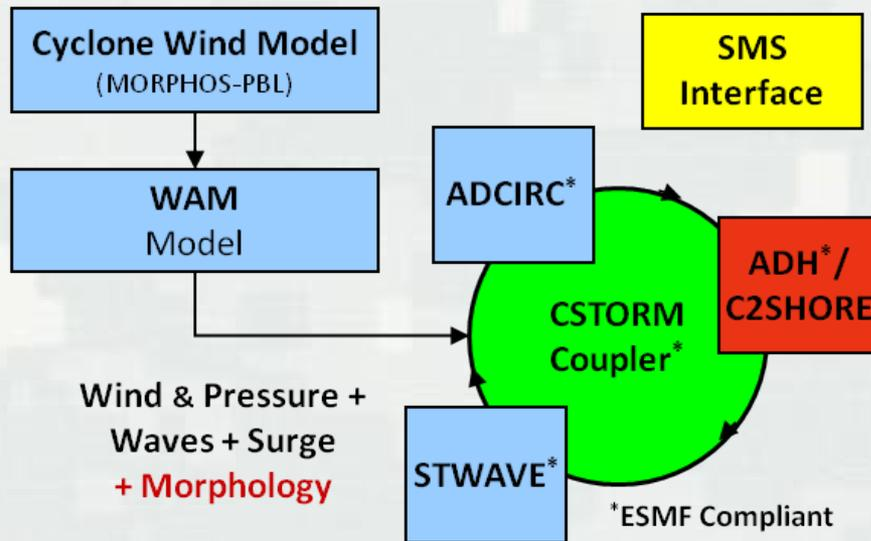 Cyclone Wind Model
(MORPHOS-PBL)
SMS
Interface
WAM
Model
ADCIRC*
ADH*/
C2SHORE
CSTORM
Coupler*
Wind & Pressure +
Waves + Surge
+ Morphology
STWAVE*
*ESMF Compliant